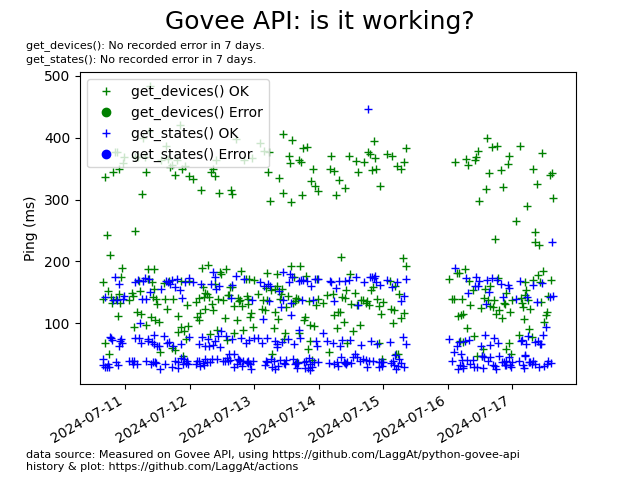 Govee API: is it working?
get_devices(): No recorded error in 7 days.
get_states(): No recorded error in 7 days.
500
400
300
200
100
Ping (ms)
get_devices() OK
get_devices() Error
get_states() OK
get_states() Error
2024-07-11
2024-07-12
2024-07-13
2024-07-14
2024-07-15
2024-07-16
2024-07-17
data source: Measured on Govee API, using https://github.com/LaggAt/python-govee-api
history & plot: https://github.com/LaggAt/actions